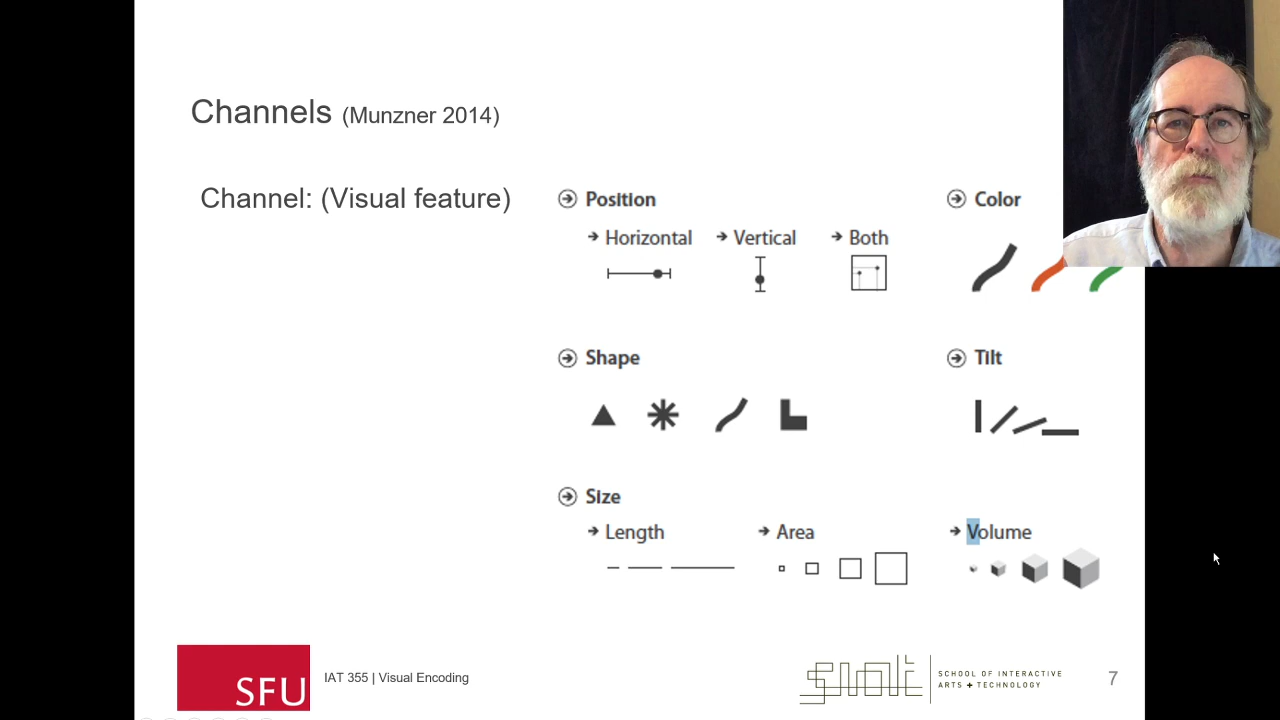 Channels (Munzner 2014)
Channel: (Visual feature)
Position
Horizontal
Vertical
Both
Color
Shape
Tilt
Size
Length
Area
Volume
SFU
IAT 355 | Visual Encoding
siat
SCHOOL OF INTERACTIVE
ARTS + TECHNOLOGY
7